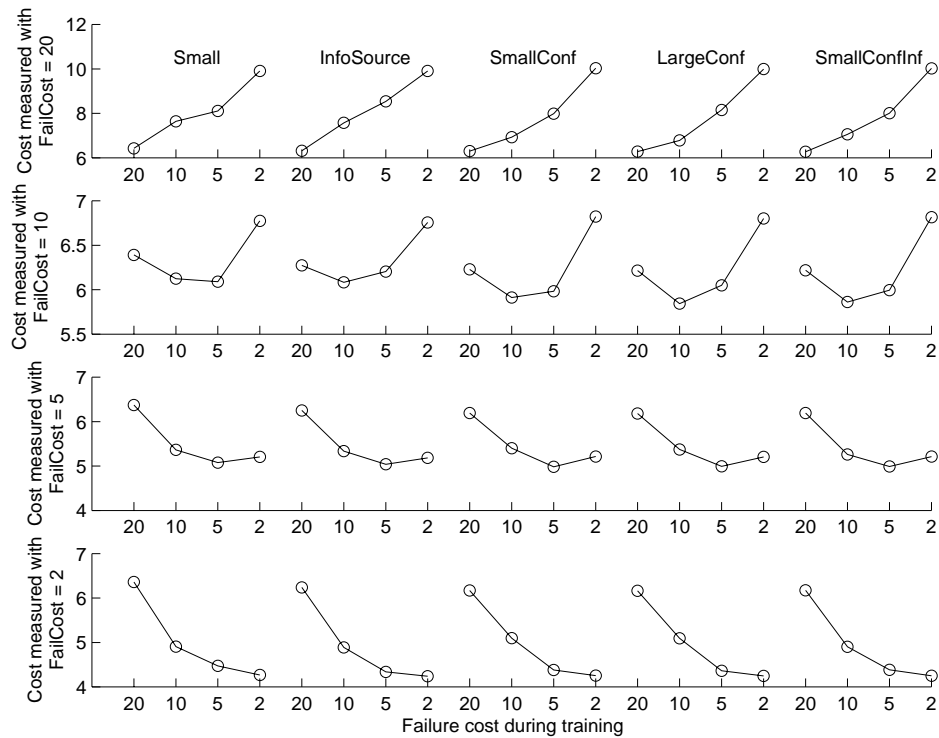 Cost measured with
FailCost = 20
12
10
8
6
Small InfoSource SmallConf LargeConf SmallConfInf
20 10 5 2 20 10 5 2 20 10 5 2 20 10 5 2 20 10 5 2
Cost measured with
FailCost = 10
7
6.5
6
5.5
20 10 5 2 20 10 5 2 20 10 5 2 20 10 5 2 20 10 5 2
Cost measured with
FailCost = 5
7
6
5
4
20 10 5 2 20 10 5 2 20 10 5 2 20 10 5 2 20 10 5 2
Cost measured with
FailCost = 2
7
6
5
4
20 10 5 2 20 10 5 2 20 10 5 2 20 10 5 2 20 10 5 2
Failure cost during training